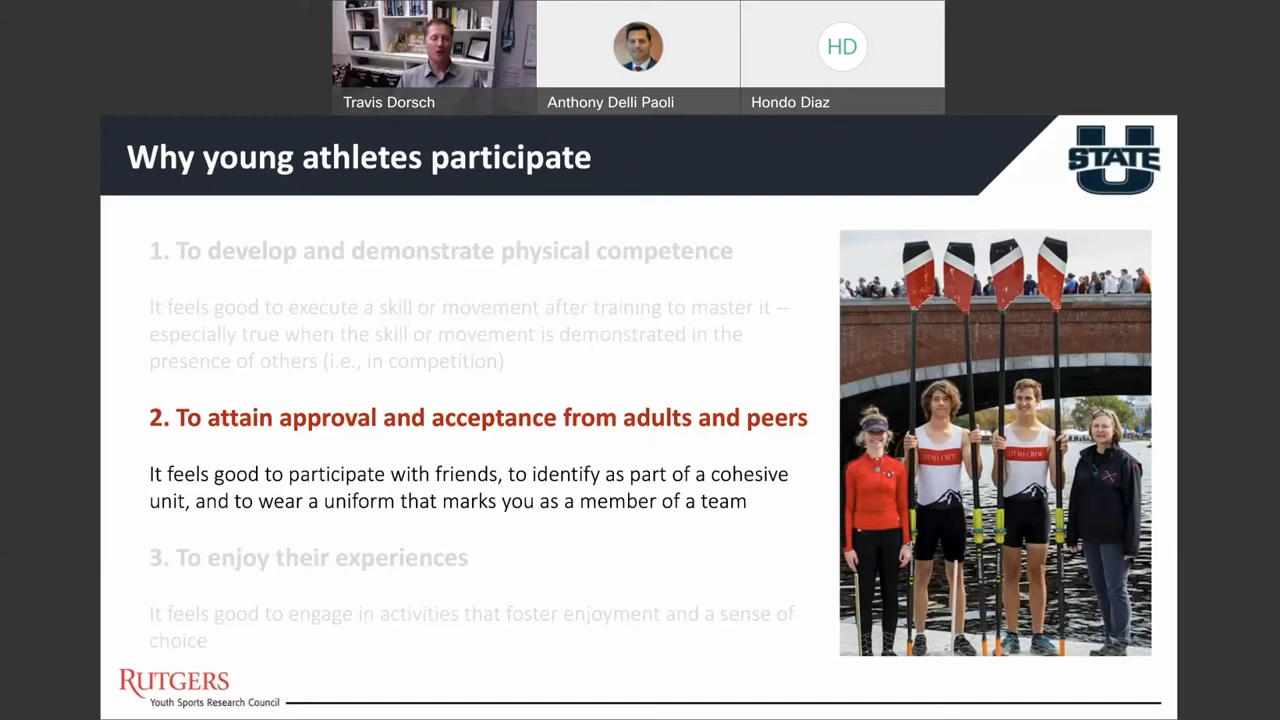 Travis Dorsch
Anthony Delli Paoli
HD
Hondo Diaz
Why young athletes participate
U
STATE
1. To develop and demonstrate physical competence
It feels good to execute a skill or movement after training to master it --
especially true when the skill or movement is demonstrated in the
presence of others (i.e., in competition)
2. To attain approval and acceptance from adults and peers
It feels good to participate with friends, to identify as part of a cohesive
unit, and to wear a uniform that marks you as a member of a team
3. To enjoy their experiences
It feels good to engage in activities that foster enjoyment and a sense of
choice
UTAH CREW
UTAH CREW
RUTGERS
Youth Sports Research Council